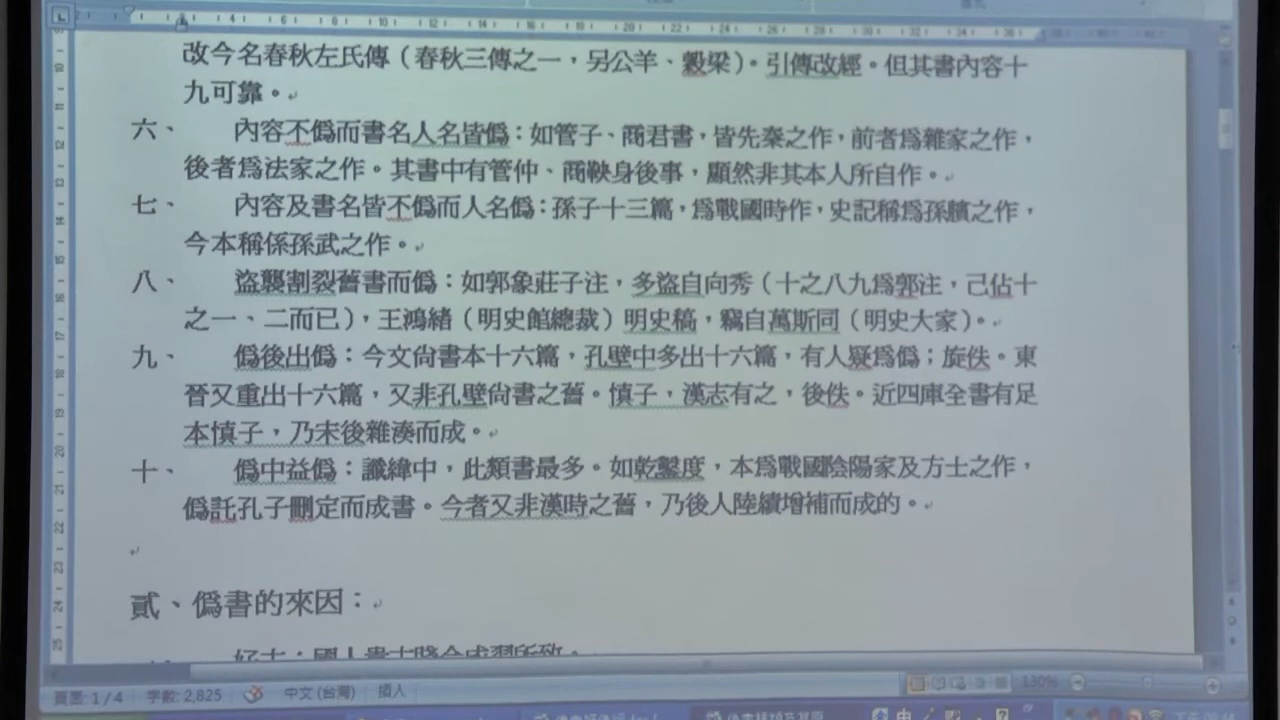 改今名春秋左氏傳（春秋三傳之一，另公羊、穀梁）。引傳改經。但其書內容十
九可靠。
六、 內容不僞而書名人名皆僞：如管子、商君書，皆先秦之作，前者爲雜家之作，
後者爲法家之作。其書中有管仲、商鞅身後事，顯然非其本人所自作。
七、 內容及書名皆不僞而人名僞：孫子十三篇，爲戰國時作，史記稱爲孫臏之作，
今本稱係孫武之作。
八、 盜襲割裂舊書而僞：如郭象莊子注，多盜自向秀（十之八九爲郭注，己佔十
之一、二而已），王鴻緒（明史館總裁）明史稿，竊自萬斯同（明史大家）。
九、 僞後出僞：今文尙書本十六篇，孔壁中多出十六篇，有人疑爲僞；旋佚。東
晉又重出十六篇，又非孔壁尙書之舊。慎子，漢志有之，後佚。近四庫全書有足
本慎子，乃末後雜湊而成。
十、 僞中益僞：讖緯中，此類書最多。如乾鑿度，本爲戰國陰陽家及方士之作，
僞託孔子刪定而成書。今者又非漢時之舊，乃後人陸續增補而成的。
貳、僞書的來因：
頁面: 1/4 字數: 2,825 中文 (台灣) 插人 130%